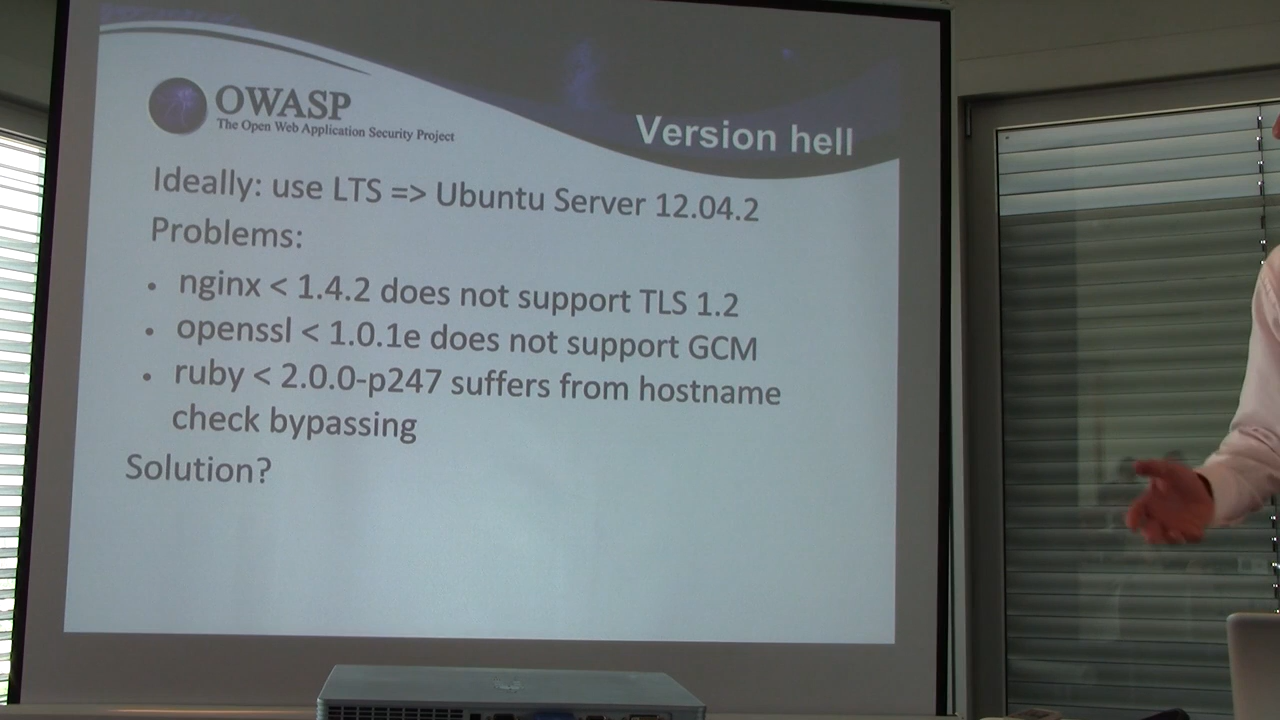 OWASP
The Open Web Application Security Project
Version hell
Ideally: use LTS => Ubuntu Server 12.04.2
Problems:
• nginx < 1.4.2 does not support TLS 1.2
• openssl < 1.0.1e does not support GCM
• ruby < 2.0.0-p247 suffers from hostname
check bypassing
Solution?